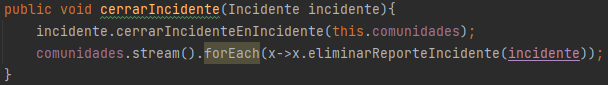 public void cerrarIncidente(Incidente incidente){
incidente.cerrarIncidenteEnIncidente(this.comunidades);
comunidades.stream().forEach(x->x.eliminarReporteIncidente(incidente));
}